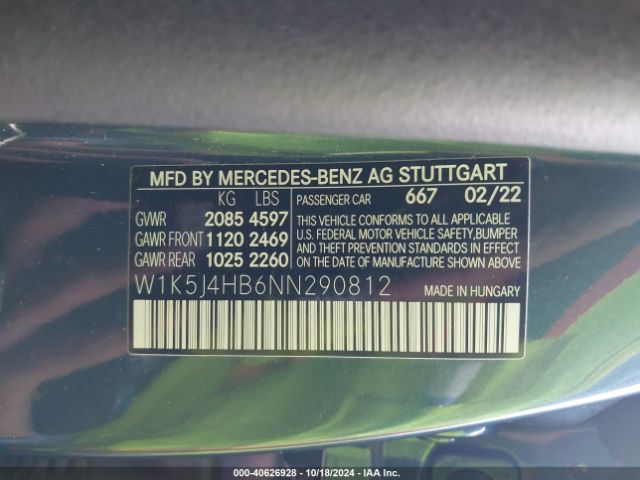 MFD BY MERCEDES-BENZ AG STUTTGART
KG LBS PASSENGER CAR 667 02/22
GVWR 2085 4597
GAWR FRONT 1120 2469
GAWR REAR 1025 2260
THIS VEHICLE CONFORMS TO ALL APPLICABLE
U.S. FEDERAL MOTOR VEHICLE SAFETY,BUMPER
AND THEFT PREVENTION STANDARDS IN EFFECT
ON THE DATE OF MANUFACTURE SHOWN ABOVE.
W1K5J4HB6NN290812 MADE IN HUNGARY
000-40626928 - 10/18/2024 - IAA Inc.